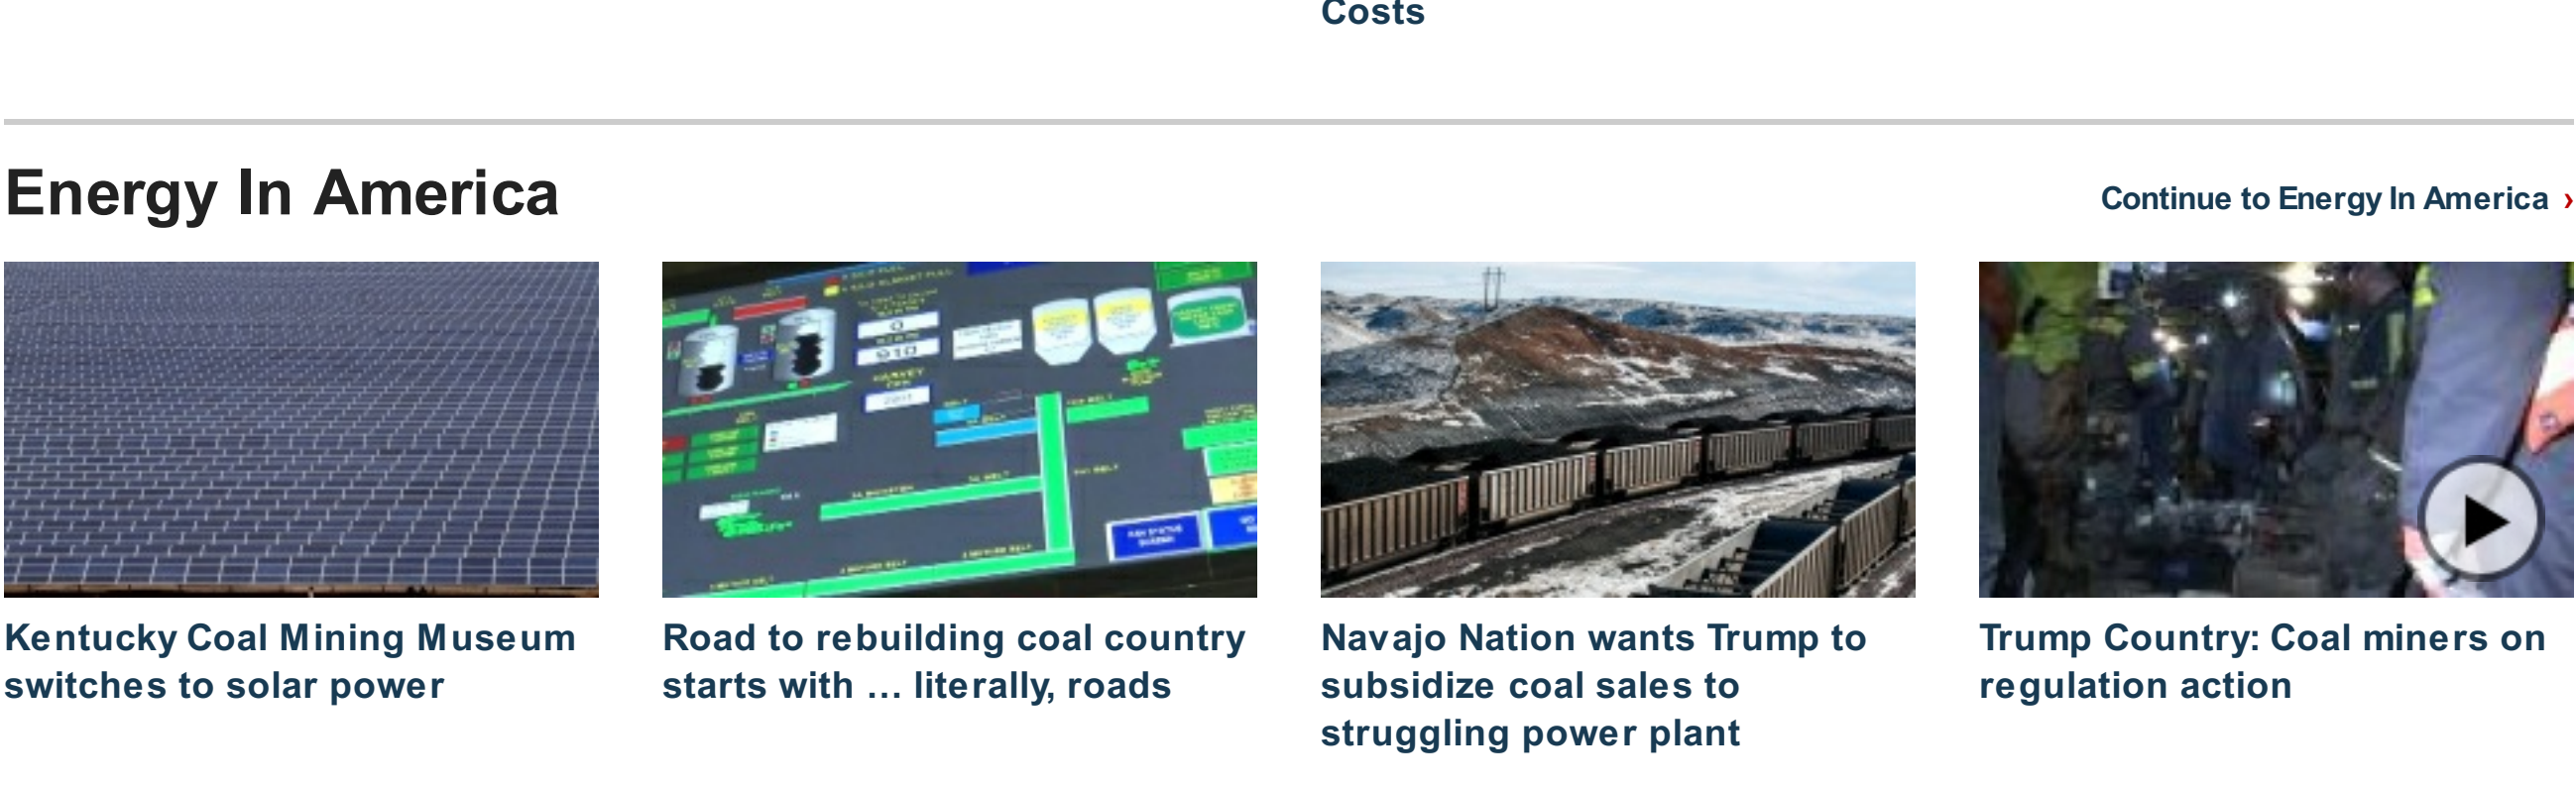 Costs
Energy In America
Continue to Energy In America ›
0
910
Kentucky Coal Mining Museum
switches to solar power
Road to rebuilding coal country
starts with … literally, roads
Navajo Nation wants Trump to
subsidize coal sales to
struggling power plant
Trump Country: Coal miners on
regulation action